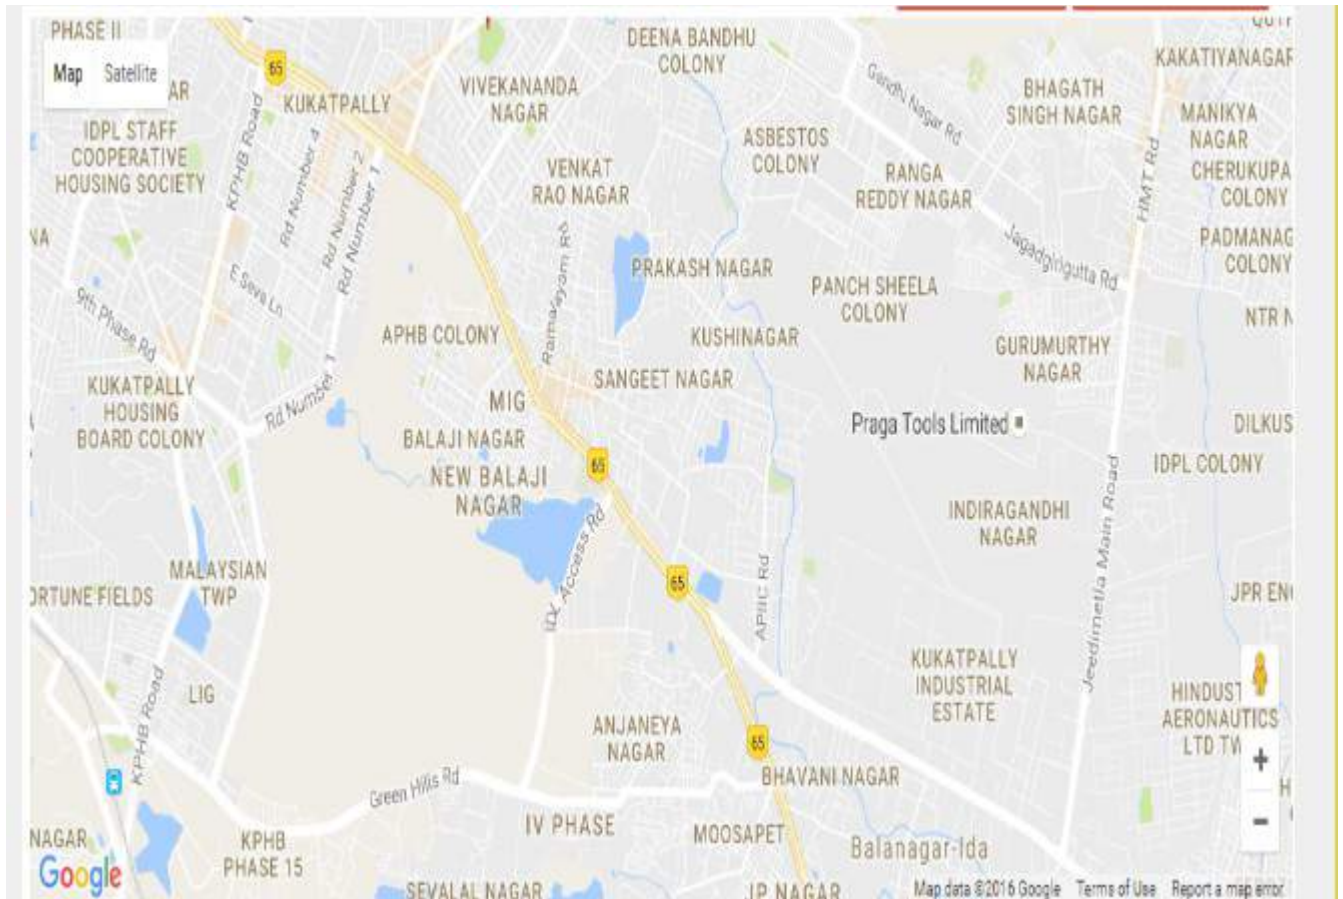 PHASE II
Map Satellite
AR
65
KUKATPALLY
VIVEKANANDA
NAGAR
DEENA BANDHU
COLONY
Gandhi Nagar Rd
BHAGATH
SINGH NAGAR
KAKATIYANAGAR
MANIKYA
NAGAR
CHERUKUPA
COLONY
PADMANAG
COLONY
IDPL STAFF
COOPERATIVE
HOUSING SOCIETY
KPHB Road
Rd Number 4
Rd Number 2
Rd Number 1
VENKAT
RAO NAGAR
ASBESTOS
COLONY
RANGA
REDDY NAGAR
HMT Rd
Jagadgirigutta Rd
NA
E Seva Ln
9th Phase Rd
Ramalayam Rd
PRAKASH NAGAR
PANCH SHEELA
COLONY
NTR N
APHB COLONY
KUSHINAGAR
GURUMURTHY
NAGAR
KUKATPALLY
HOUSING
BOARD COLONY
Rd Number 1
MIG
SANGEET NAGAR
Praga Tools Limited
DILKUS
BALAJI NAGAR
NEW BALAJI
NAGAR
65
IDPL COLONY
INDIRAGANDHI
NAGAR
Jeedimetla Main Road
IDL Access Rd
MALAYSIAN
TWP
ORTUNE FIELDS
65
APIIC Rd
JPR EN
KPHB Road
LIG
KUKATPALLY
INDUSTRIAL
ESTATE
HINDUST
AERONAUTICS
LTD TW
ANJANEYA
NAGAR
65
BHAVANI NAGAR
+
Green Hills Rd
IV PHASE
MOOSAPET
Balanagar-Ida
H
−
NAGAR
KPHB
PHASE 15
Google
SEVALAL NAGAR
JP NAGAR
Map data ©2016 Google Terms of Use Report a map error